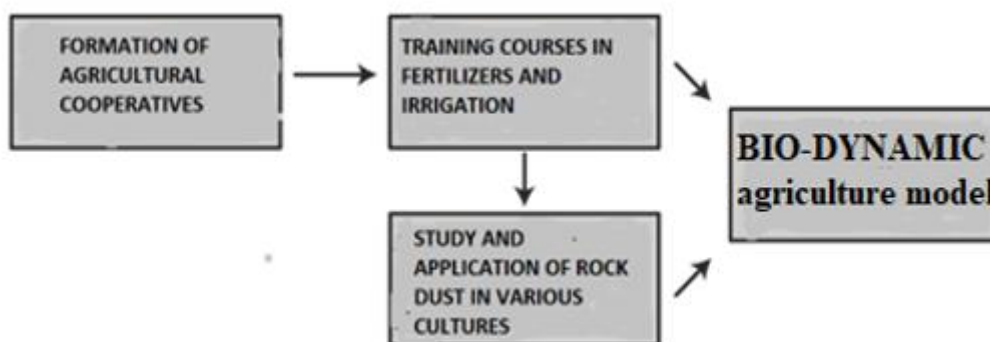 FORMATION OF
AGRICULTURAL
COOPERATIVES
TRAINING COURSES IN
FERTILIZERS AND
IRRIGATION
BIO-DYNAMIC
agriculture model
STUDY AND
APPLICATION OF ROCK
DUST IN VARIOUS
CULTURES